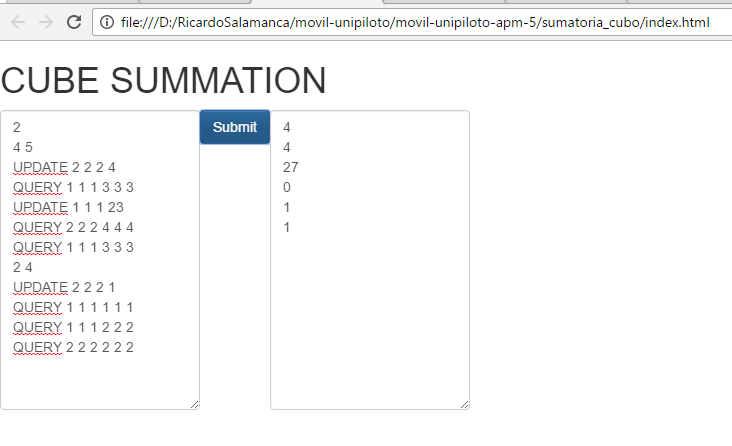 file:///D:/RicardoSalamanca/movil-unipiloto/movil-unipiloto-apm-5/sumatoria_cubo/index.html
CUBE SUMMATION
2
4 5
UPDATE 2 2 2 4
QUERY 1 1 1 3 3 3
UPDATE 1 1 1 23
QUERY 2 2 2 4 4 4
QUERY 1 1 1 3 3 3
2 4
UPDATE 2 2 2 1
QUERY 1 1 1 1 1 1
QUERY 1 1 1 2 2 2
QUERY 2 2 2 2 2 2
Submit
4
4
27
0
1
1